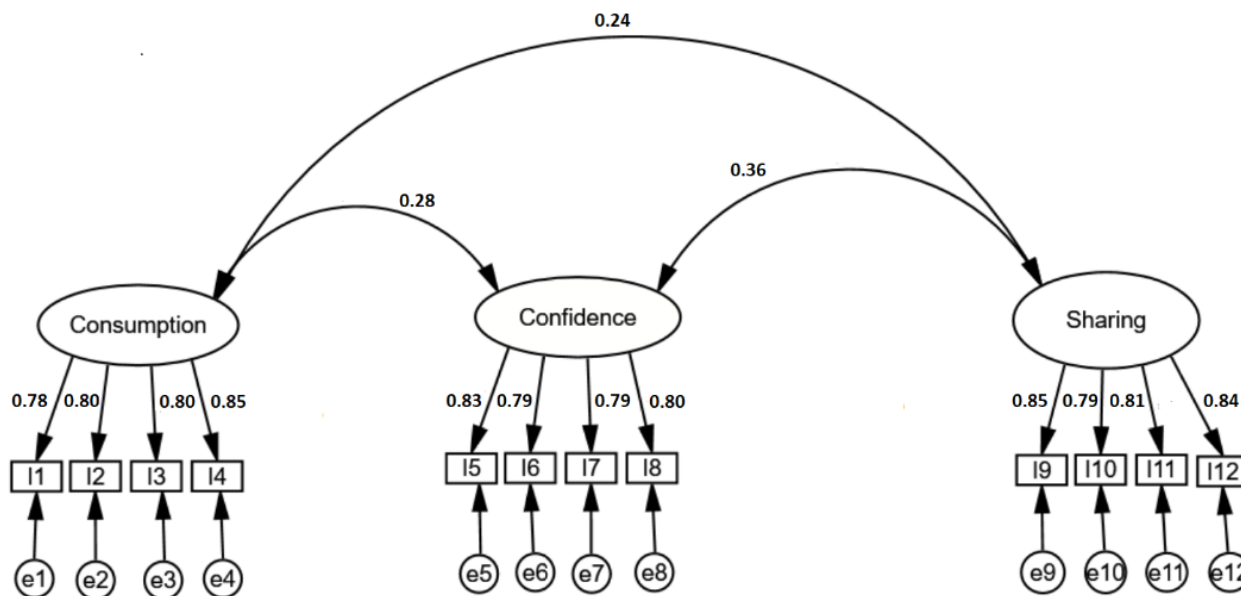 0.24
0.36
0.28
Consumption
Confidence
Sharing
0.78 0.80 0.80 0.85
0.83 0.79 0.79 0.80
0.85 0.79 0.81 0.84
I1 I2 I3 I4
I5 I6 I7 I8
I9 I10 I11 I12
e1 e2 e3 e4
e5 e6 e7 e8
e9 e10 e11 e12